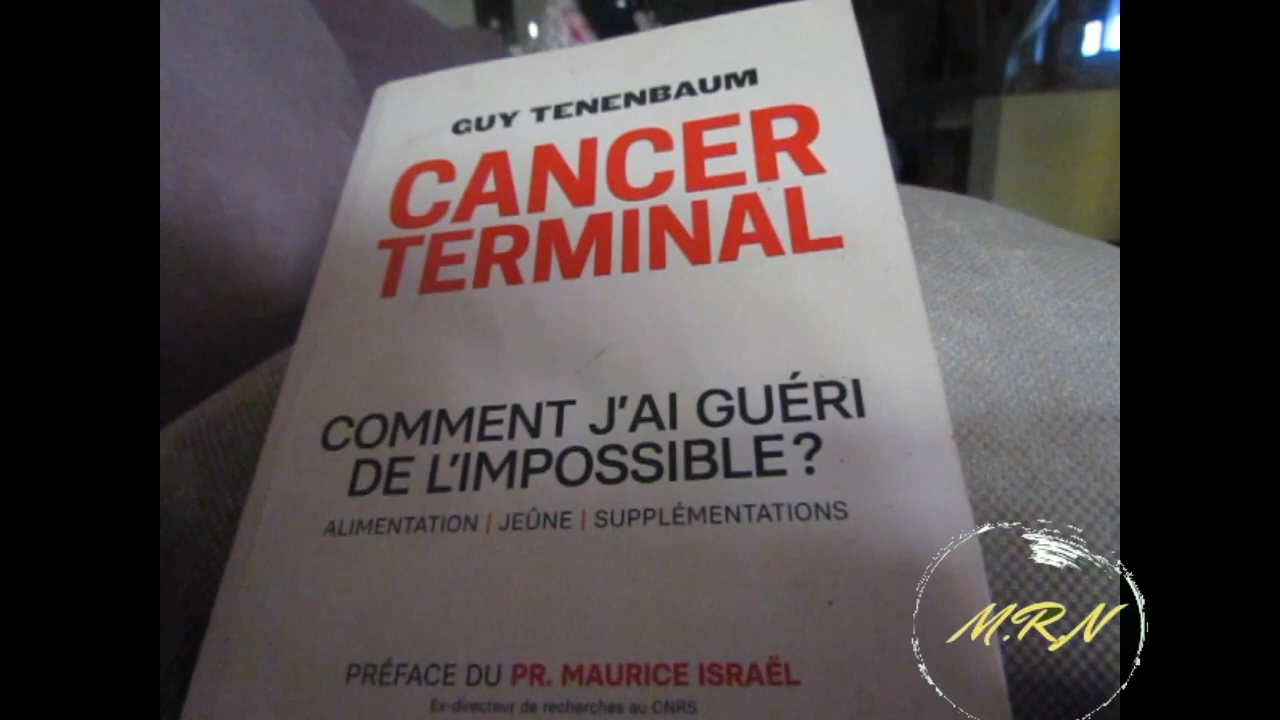 GUY TENENBAUM
CANCER
TERMINAL
COMMENT J'AI GUÉRI
DE L'IMPOSSIBLE?
ALIMENTATION | JEÛNE | SUPPLÉMENTATIONS
PRÉFACE DU PR. MAURICE ISRAËL
Ex-directeur de recherches au CNRS
M.R.N